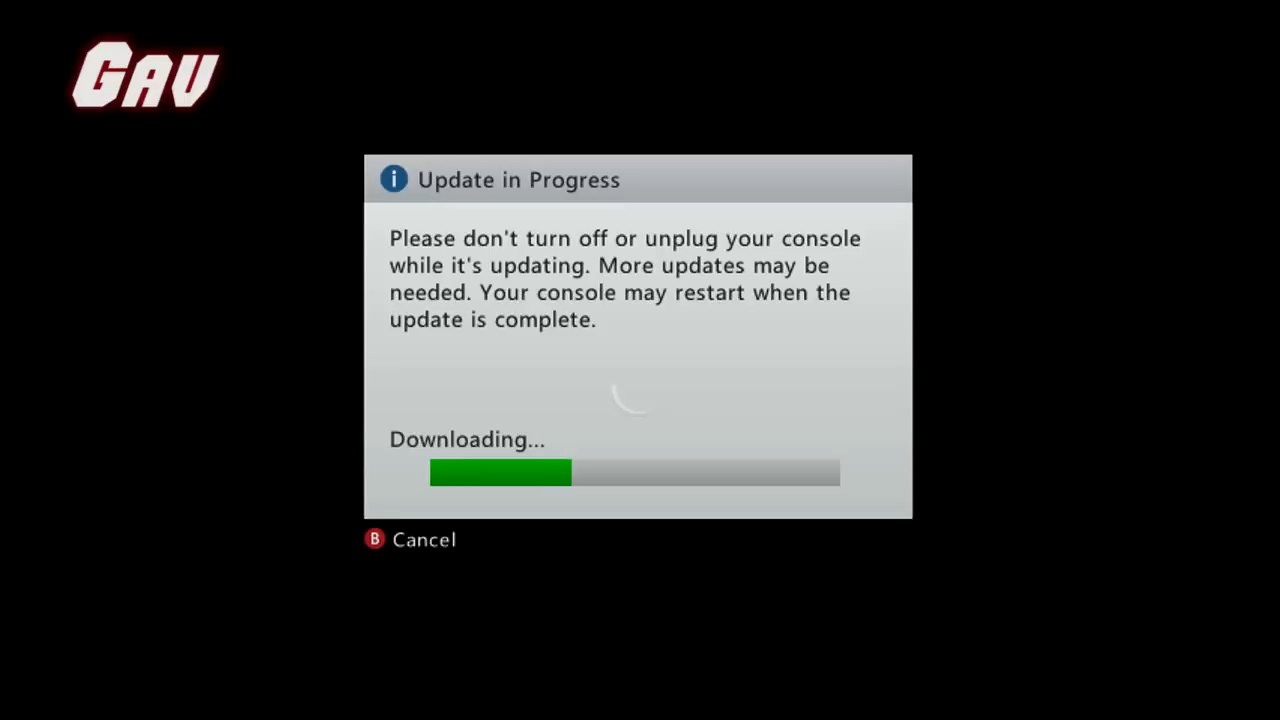 GAV
i Update in Progress
Please don't turn off or unplug your console
while it's updating. More updates may be
needed. Your console may restart when the
update is complete.
Downloading...
B Cancel